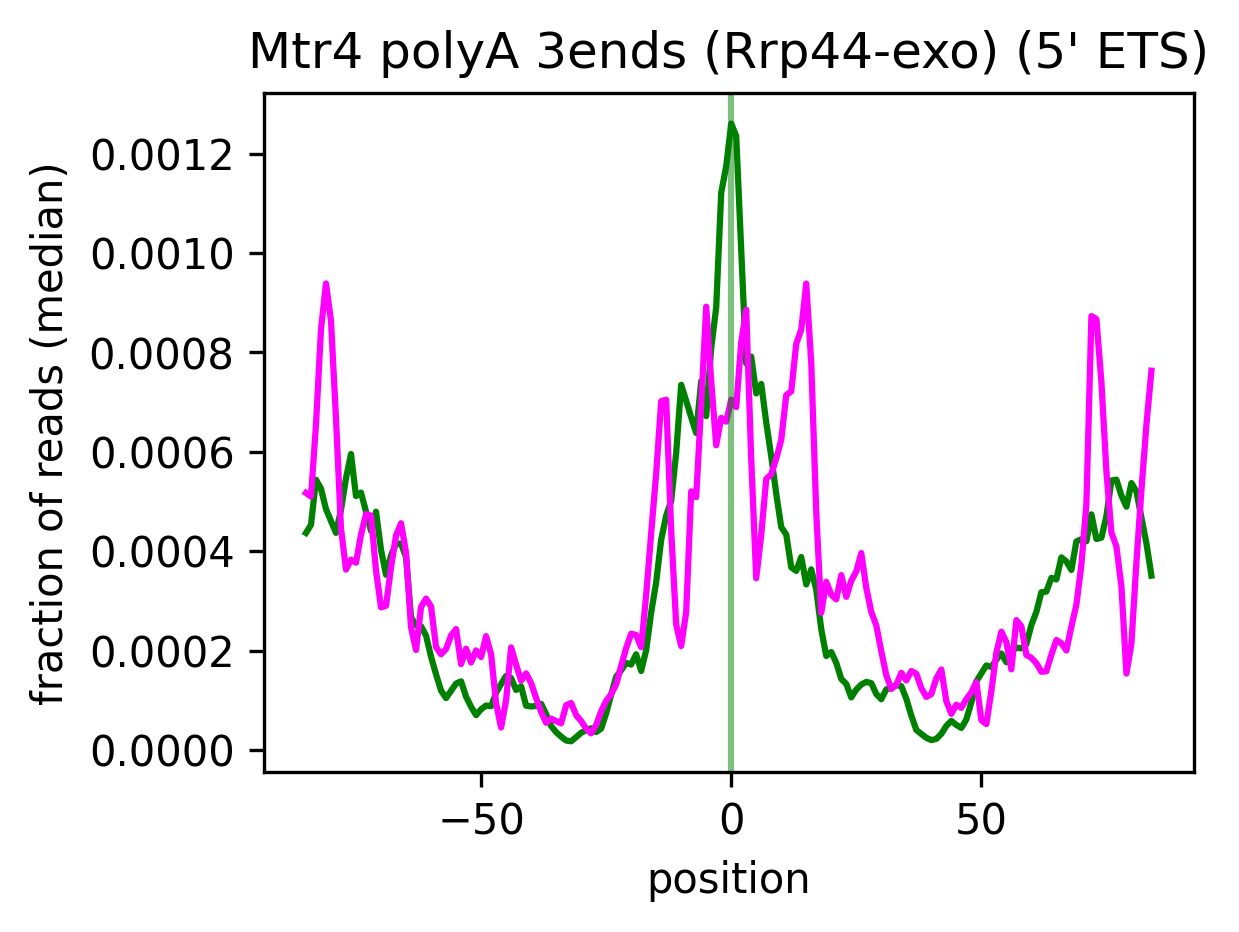 Mtr4 polyA 3ends (Rrp44-exo) (5' ETS)
fraction of reads (median)
0.0012
0.0010
0.0008
0.0006
0.0004
0.0002
0.0000
−50 0 50
position